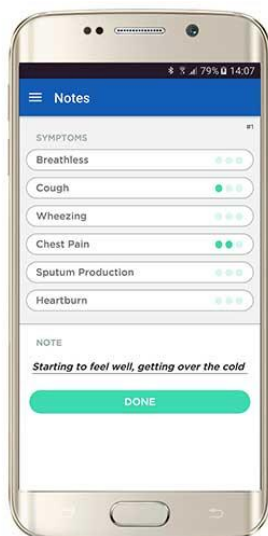 79% 14:07
Notes
#1
SYMPTOMS
Breathless
Cough
Wheezing
Chest Pain
Sputum Production
Heartburn
NOTE
Starting to feel well, getting over the cold
DONE